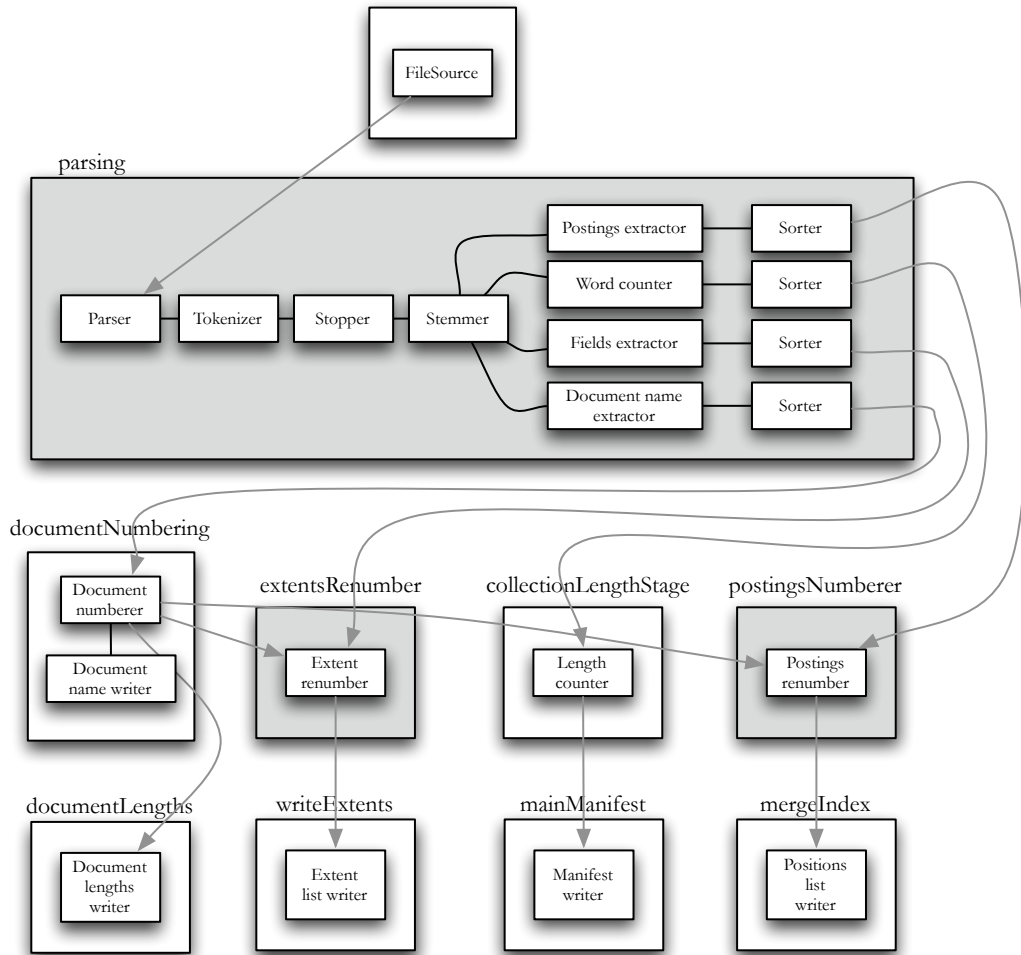 FileSource
parsing
Postings extractor
Sorter
Word counter
Sorter
Parser
Tokenizer
Stopper
Stemmer
Fields extractor
Sorter
Document name
extractor
Sorter
documentNumbering
extentsRenumber
collectionLengthStage
postingsNumberer
Document
numberer
Document
name writer
Extent
renumber
Length
counter
Postings
renumber
documentLengths
writeExtents
mainManifest
mergeIndex
Document
lengths
writer
Extent
list writer
Manifest
writer
Positions
list
writer